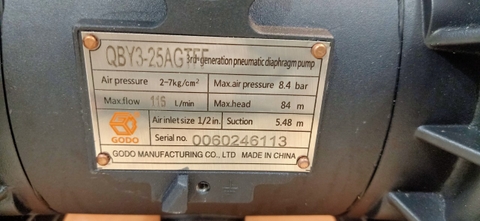 QBY3-25AGTFF 3rd-generation pneumatic diaphragm pump
Air pressure 2-7kg/cm² Max.air pressure 8.4 bar
Max.flow 115 L/min Max.head 84 m
Air inlet size 1/2 in. Suction 5.48 m
GODO Serial no. 0060246113
GODO MANUFACTURING CO., LTD MADE IN CHINA